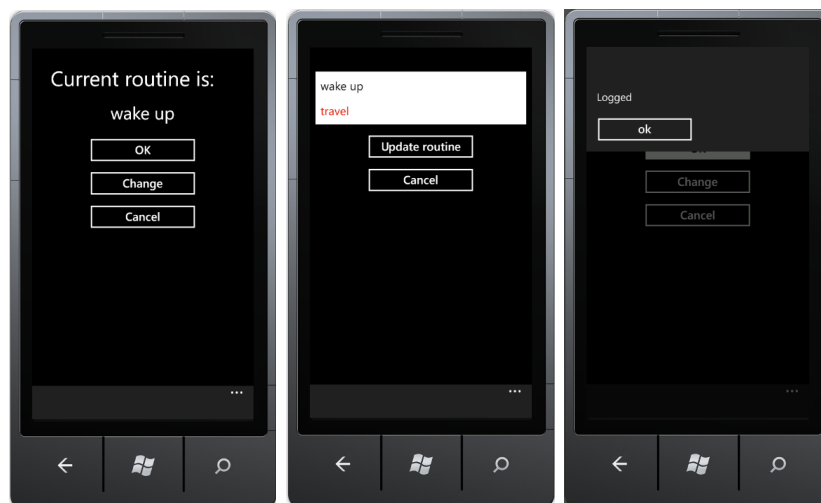 Current routine is:
wake up
OK
Change
Cancel
wake up
travel
Update routine
Cancel
Logged
ok
Change
Cancel